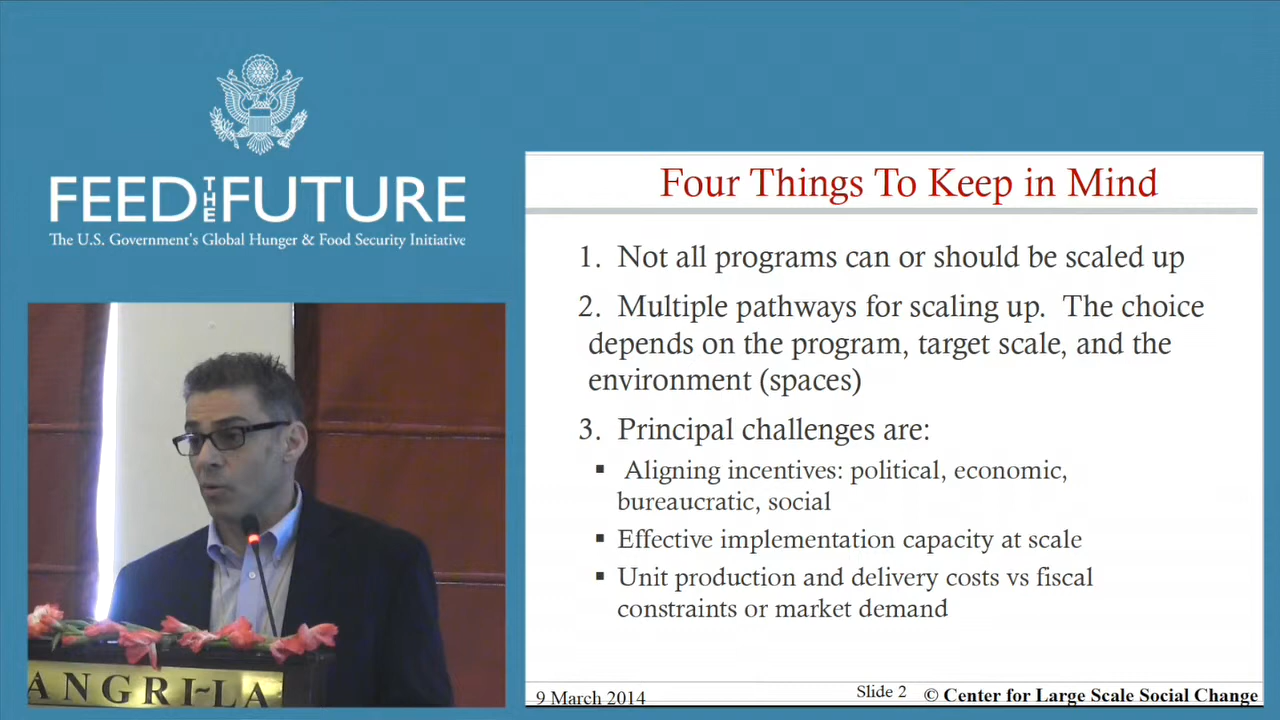 FEED THE FUTURE
The U.S. Government's Global Hunger & Food Security Initiative
ANGRI~LA
Four Things To Keep in Mind
1. Not all programs can or should be scaled up
2. Multiple pathways for scaling up. The choice
depends on the program, target scale, and the
environment (spaces)
3. Principal challenges are:
▪ Aligning incentives: political, economic,
bureaucratic, social
▪ Effective implementation capacity at scale
▪ Unit production and delivery costs vs fiscal
constraints or market demand
9 March 2014
Slide 2
© Center for Large Scale Social Change